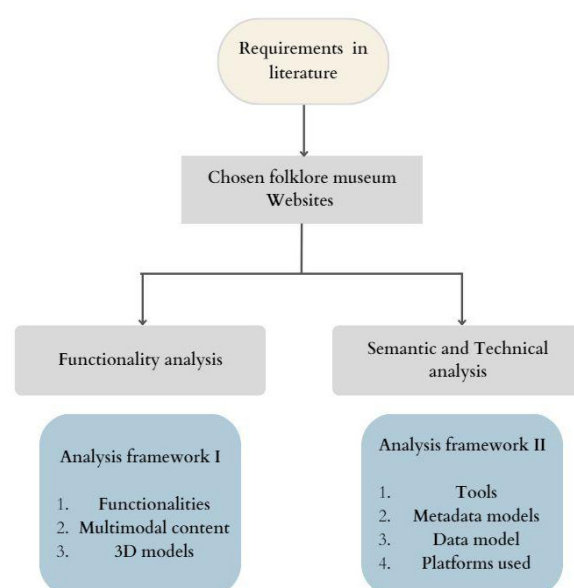 Requirements in
literature
Chosen folklore museum
Websites
Functionality analysis
Semantic and Technical
analysis
Analysis framework I
1. Functionalities
2. Multimodal content
3. 3D models
Analysis framework II
1. Tools
2. Metadata models
3. Data model
4. Platforms used